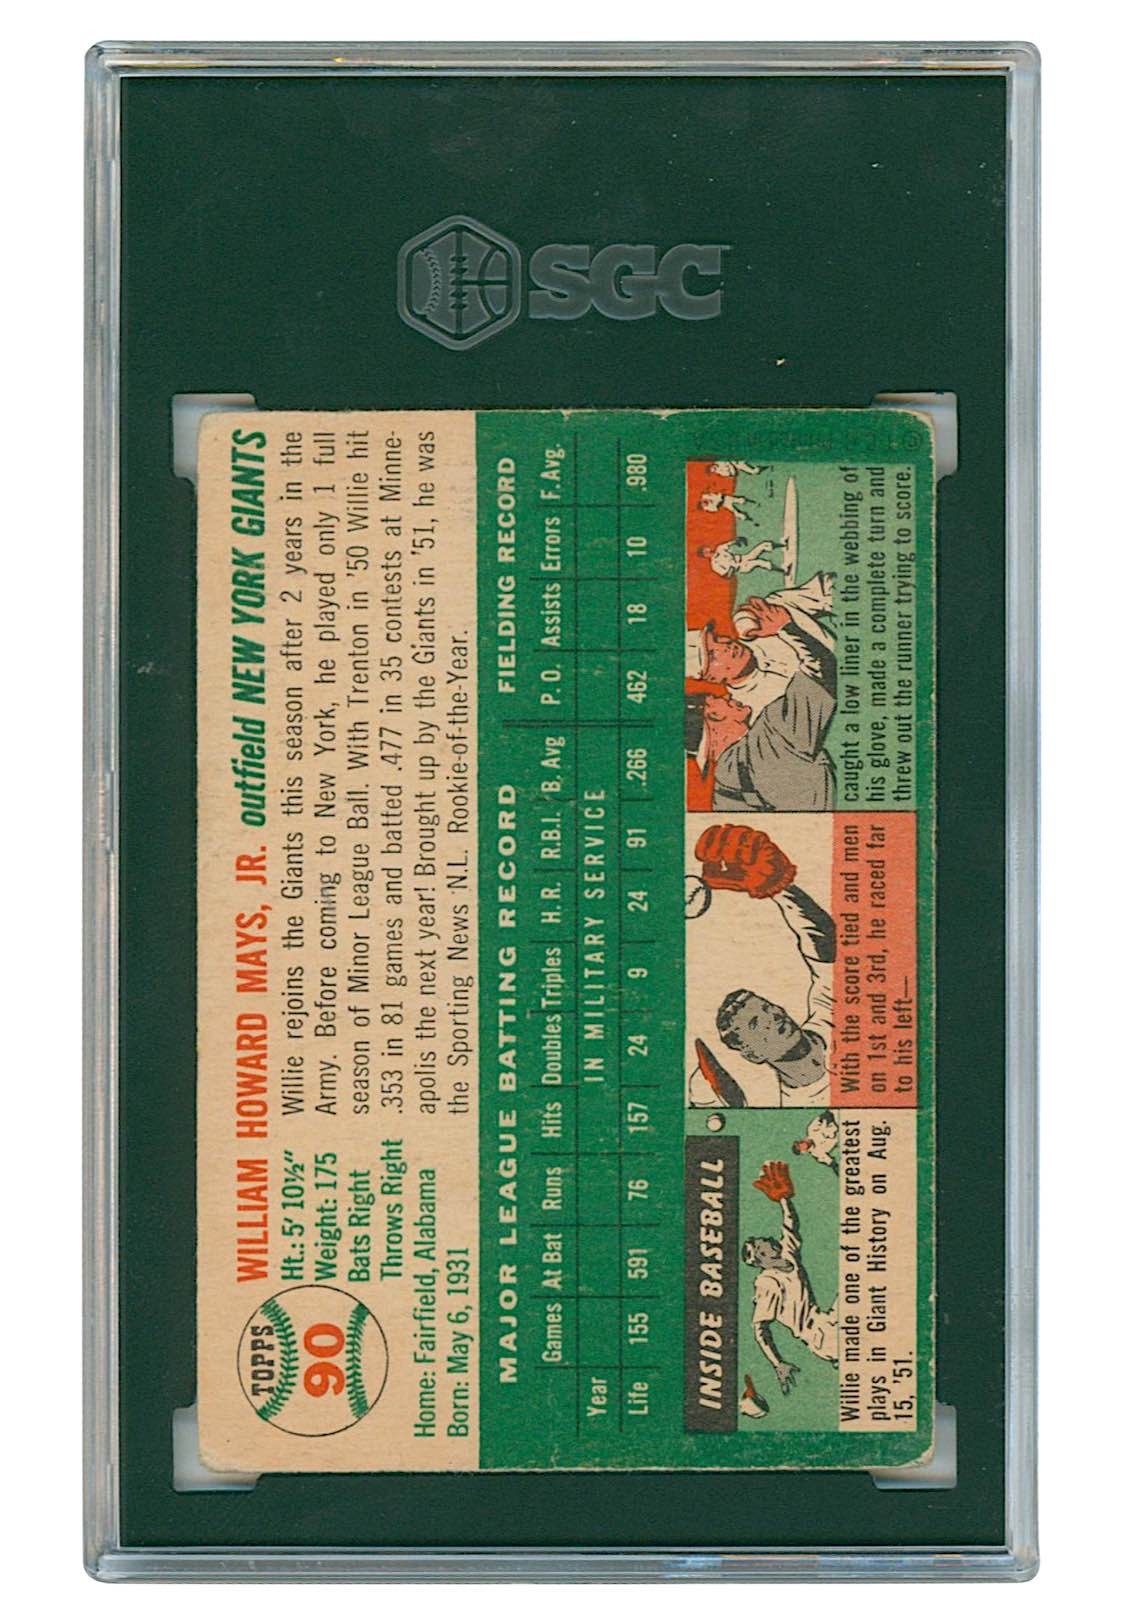 SGC
TOPPS
90
WILLIAM HOWARD MAYS, JR. outfield NEW YORK GIANTS
Ht.: 5' 10½"
Weight: 175
Bats Right
Throws Right
Home: Fairfield, Alabama
Born: May 6, 1931
Willie rejoins the Giants this season after 2 years in the
Army. Before coming to New York, he played only 1 full
season of Minor League Ball. With Trenton in '50 Willie hit
.353 in 81 games and batted .477 in 35 contests at Minne-
apolis the next year! Brought up by the Giants in '51, he was
the Sporting News N.L. Rookie-of-the-Year.
MAJOR LEAGUE BATTING RECORD FIELDING RECORD
Games At Bat Runs Hits Doubles Triples H.R. R.B.I. B. Avg P.O. Assists Errors F. Avg.
Year IN MILITARY SERVICE
Life 155 591 76 157 24 9 24 91 .266 462 18 10 .980
INSIDE BASEBALL
Willie made one of the greatest
plays in Giant History on Aug.
15, '51.
With the score tied and men
on 1st and 3rd, he raced far
to his left—
caught a low liner in the webbing of
his glove, made a complete turn and
threw out the runner trying to score.